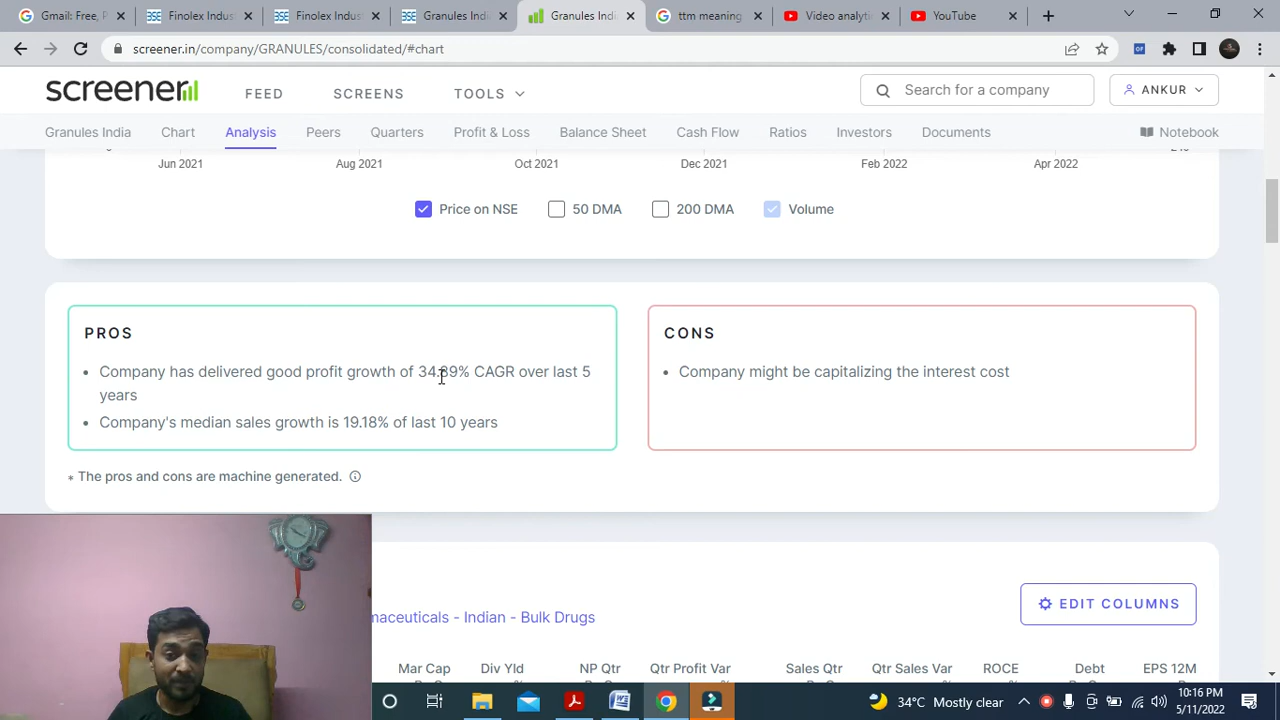 Gmail: Free, P
Finolex Indus
Finolex Indus
Granules Indi
Granules Indi
ttm meaning
Video analyti
YouTube
screener.in/company/GRANULES/consolidated/#chart
screener
FEED
SCREENS
TOOLS
Search for a company
ANKUR
Granules India
Chart
Analysis
Peers
Quarters
Profit & Loss
Balance Sheet
Cash Flow
Ratios
Investors
Documents
Notebook
Jun 2021
Aug 2021
Oct 2021
Dec 2021
Feb 2022
Apr 2022
Price on NSE
50 DMA
200 DMA
Volume
PROS
Company has delivered good profit growth of CAGR over last 5
years
Company's median sales growth is 19.18% of last 10 years
CONS
Company might be capitalizing the interest cost
* The pros and cons are machine generated.
maceuticals - Indian - Bulk Drugs
EDIT COLUMNS
Mar Cap
Div Yld
NP Qtr
Qtr Profit Var
Sales Qtr
Qtr Sales Var
ROCE
Debt
EPS 12M
34°C Mostly clear
10:16 PM
5/11/2022